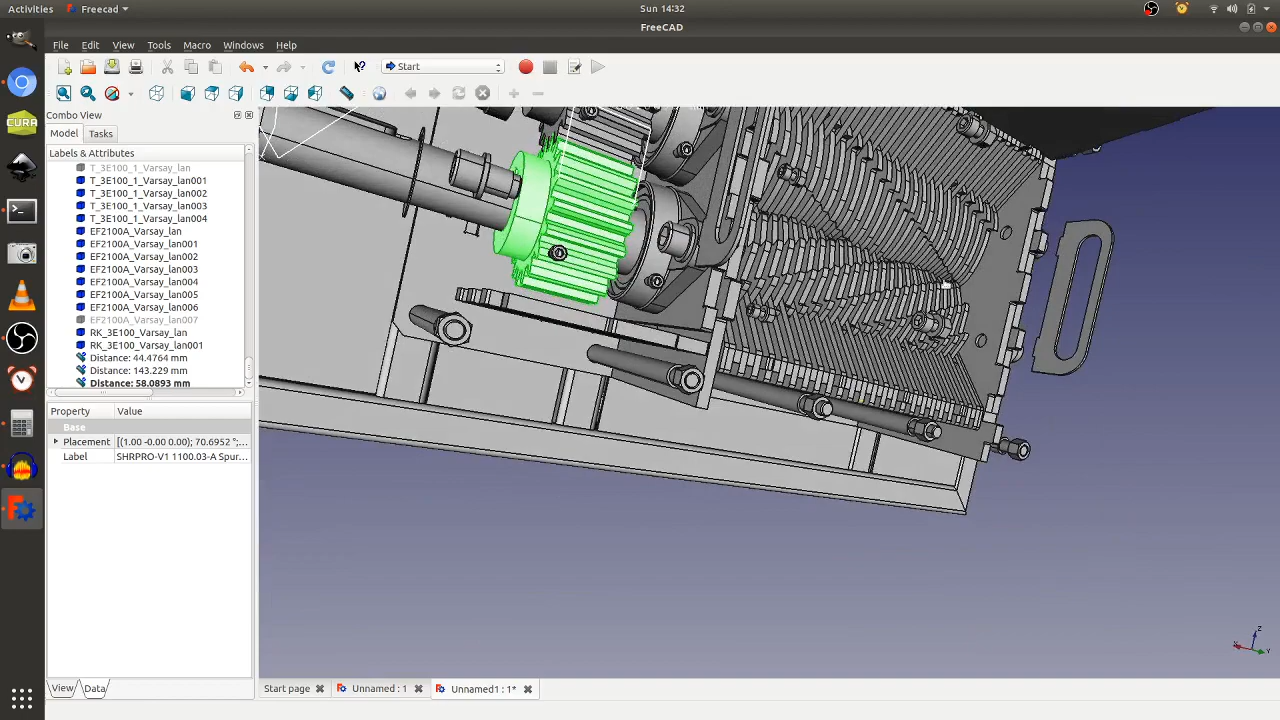 Activities
Freecad
Sun 14:32
FreeCAD
File Edit View Tools Macro Windows Help
Start
Combo View
Model Tasks
Labels & Attributes
T_3E100_1_Varsay_lan
T_3E100_1_Varsay_lan001
T_3E100_1_Varsay_lan002
T_3E100_1_Varsay_lan003
T_3E100_1_Varsay_lan004
EF2100A_Varsay_lan
EF2100A_Varsay_lan001
EF2100A_Varsay_lan002
EF2100A_Varsay_lan003
EF2100A_Varsay_lan004
EF2100A_Varsay_lan005
EF2100A_Varsay_lan006
EF2100A_Varsay_lan007
RK_3E100_Varsay_lan
RK_3E100_Varsay_lan001
Distance: 44.4764 mm
Distance: 143.229 mm
Distance: 58.0893 mm
Property Value
Base
Placement [(1.00 -0.00 0.00); 70.6952 °;...
Label SHRPRO-V1 1100.03-A Spur...
View Data
Start page
Unnamed : 1
Unnamed1 : 1*
CURA
Z
X
Y